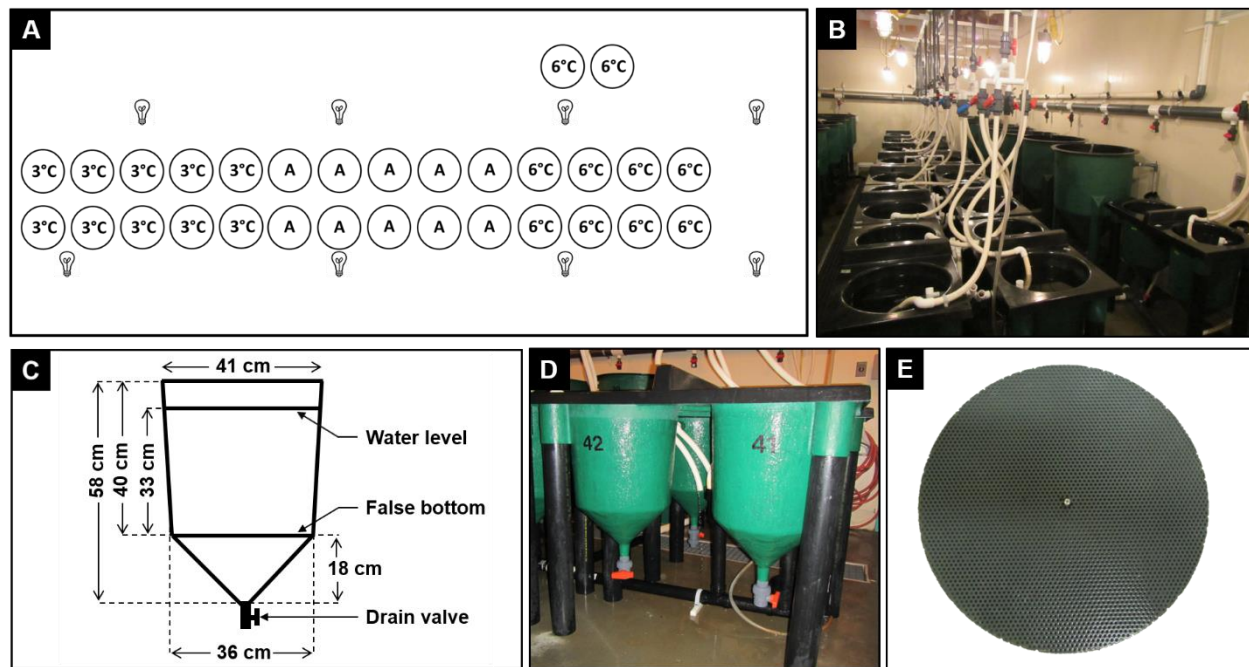 A
6°C 6°C
3°C 3°C 3°C 3°C 3°C A A A A A 6°C 6°C 6°C 6°C
3°C 3°C 3°C 3°C 3°C A A A A A 6°C 6°C 6°C 6°C
B
C
41 cm
Water level
58 cm
40 cm
33 cm
False bottom
18 cm
Drain valve
36 cm
D
42
41
E